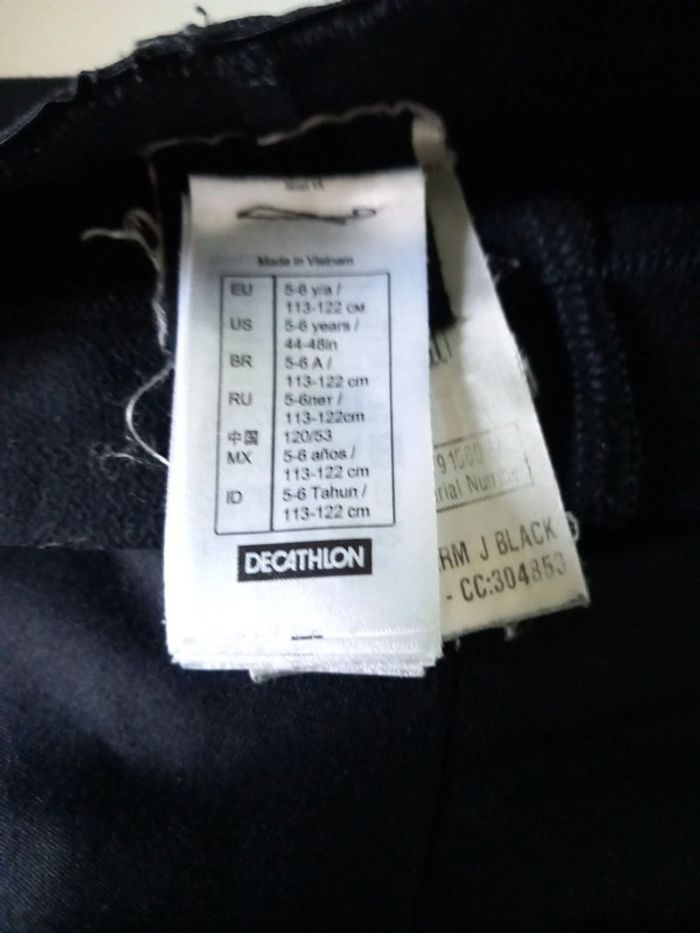 Made in Vietnam
EU 5-6 y/a /
113-122 см
US 5-6 years /
44-48in
BR 5-6 A /
113-122 cm
RU 5-6лет /
113-122cm
中国 120/53
MX 5-6 años /
113-122 cm
ID 5-6 Tahun /
113-122 cm
DECATHLON
RM J BLACK
- CC:304853